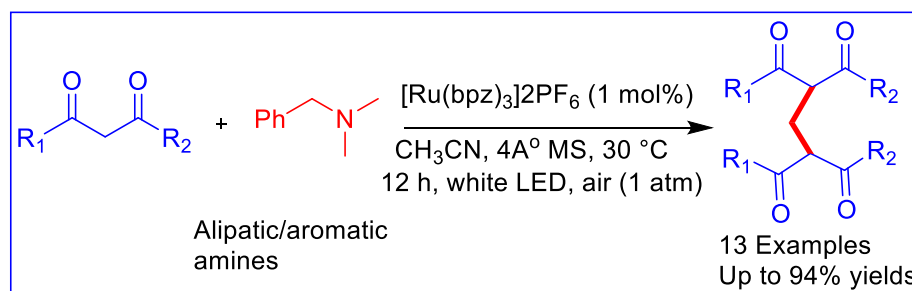 O O
R1 R2
+
Ph N
[Ru(bpz)3]2PF6 (1 mol%)
CH3CN, 4Ao MS, 30 °C
12 h, white LED, air (1 atm)
Alipatic/aromatic
amines
O O
R1 R2
R1 R2
O O
13 Examples
Up to 94% yields